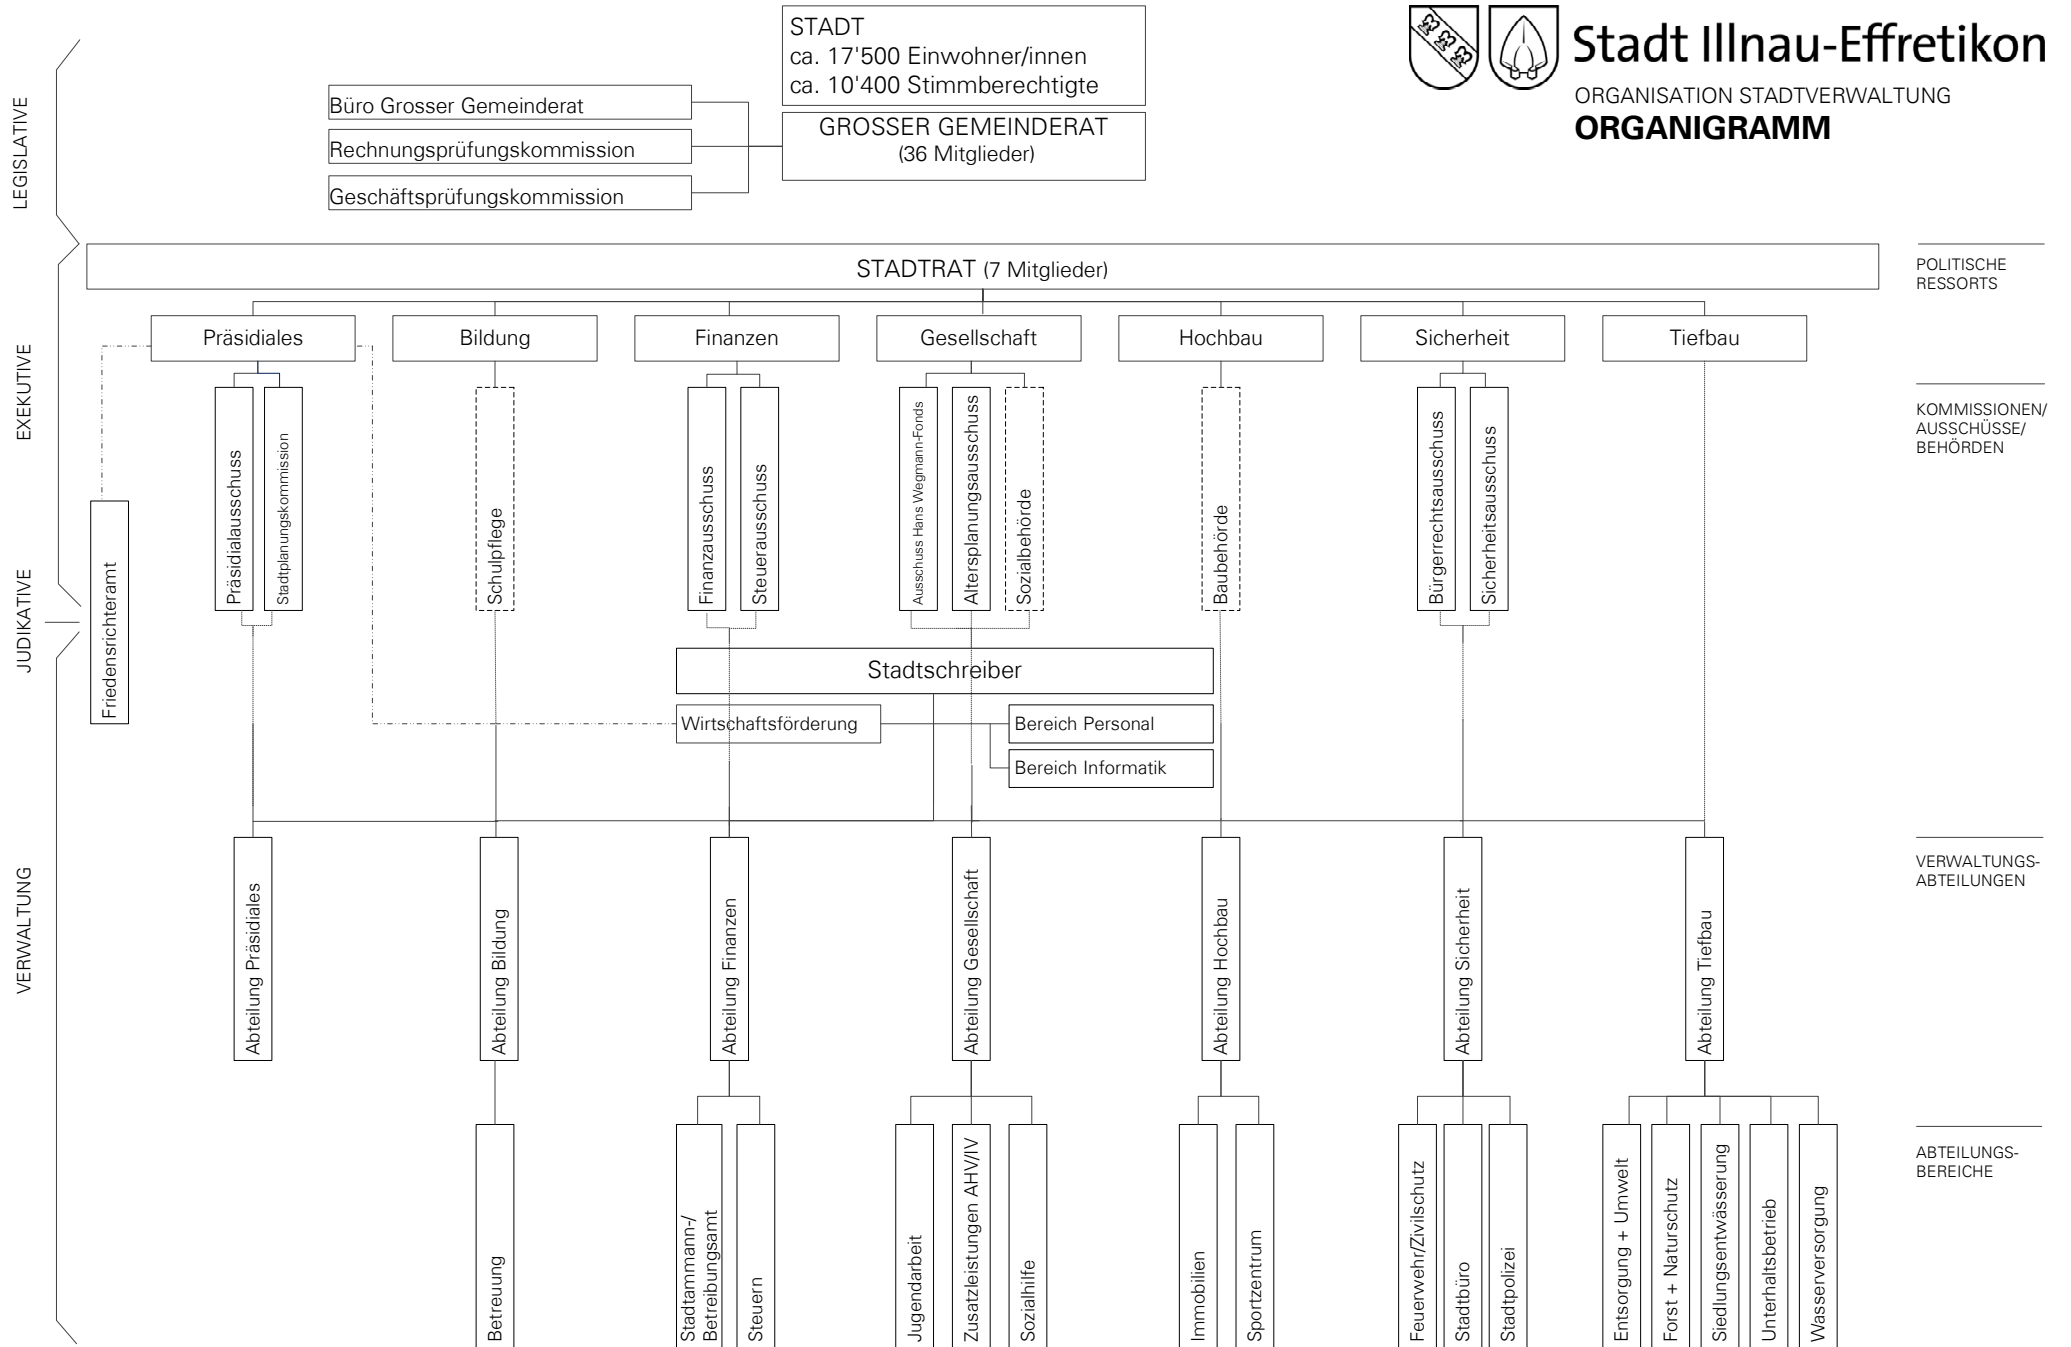 STADT
ca. 17'500 Einwohner/innen
ca. 10'400 Stimmberechtigte
Stadt Illnau-Effretikon
ORGANISATION STADTVERWALTUNG
ORGANIGRAMM
LEGISLATIVE
Büro Grosser Gemeinderat
Rechnungsprüfungskommission
Geschäftsprüfungskommission
GROSSER GEMEINDERAT
(36 Mitglieder)
STADTRAT (7 Mitglieder)
POLITISCHE
RESSORTS
EXEKUTIVE
Präsidiales
Bildung
Finanzen
Gesellschaft
Hochbau
Sicherheit
Tiefbau
KOMMISSIONEN/
AUSSCHÜSSE/
BEHÖRDEN
Präsidialausschuss
Stadtplanungskommission
Schulpflege
Finanzausschuss
Steuerausschuss
Ausschuss Hans Wegmann-Fonds
Altersplanungsausschuss
Sozialbehörde
Baubehörde
Bürgerrechtsausschuss
Sicherheitsausschuss
JUDIKATIVE
Friedensrichteramt
Stadtschreiber
Wirtschaftsförderung
Bereich Personal
Bereich Informatik
VERWALTUNG
Abteilung Präsidiales
Abteilung Bildung
Abteilung Finanzen
Abteilung Gesellschaft
Abteilung Hochbau
Abteilung Sicherheit
Abteilung Tiefbau
VERWALTUNGS-
ABTEILUNGEN
Betreuung
Stadtammann-/
Betreibungsamt
Steuern
Jugendarbeit
Zusatzleistungen AHV/IV
Sozialhilfe
Immobilien
Sportzentrum
Feuerwehr/Zivilschutz
Stadtbüro
Stadtpolizei
Entsorgung + Umwelt
Forst + Naturschutz
Siedlungsentwässerung
Unterhaltsbetrieb
Wasserversorgung
ABTEILUNGS-
BEREICHE